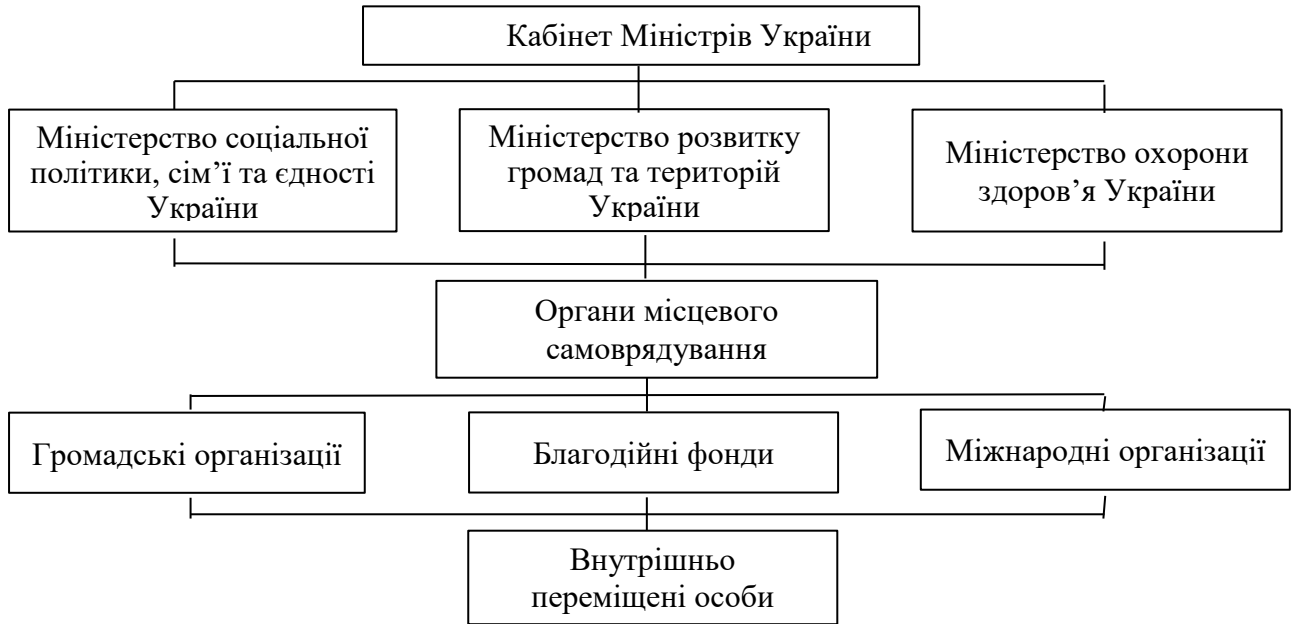 Кабінет Міністрів України
Міністерство соціальної
політики, сім’ї та єдності
України
Міністерство розвитку
громад та територій
України
Міністерство охорони
здоров’я України
Органи місцевого
самоврядування
Громадські організації
Благодійні фонди
Міжнародні організації
Внутрішньо
переміщені особи